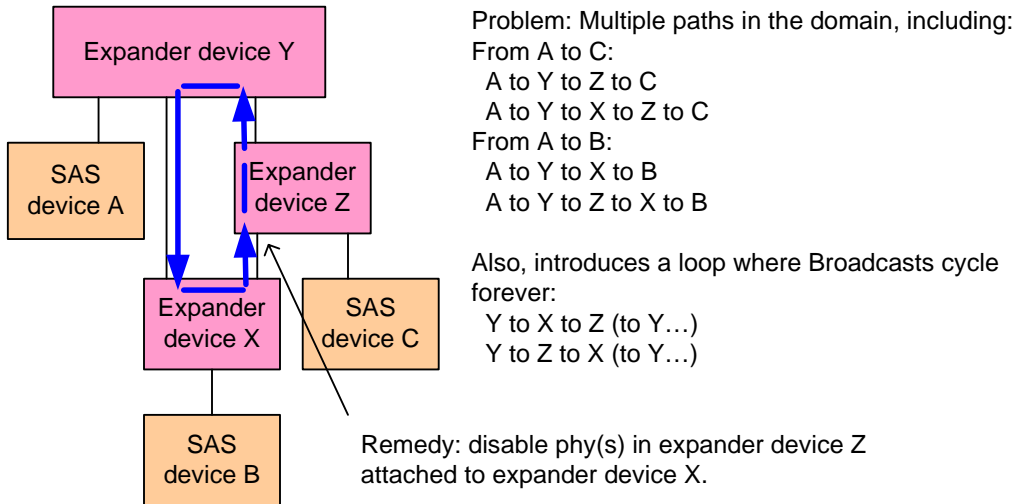 Expander device Y
SAS
device A
Expander
device Z
Expander
device X
SAS
device C
SAS
device B
Problem: Multiple paths in the domain, including:
From A to C:
A to Y to Z to C
A to Y to X to Z to C
From A to B:
A to Y to X to B
A to Y to Z to X to B
Also, introduces a loop where Broadcasts cycle
forever:
Y to X to Z (to Y…)
Y to Z to X (to Y…)
Remedy: disable phy(s) in expander device Z
attached to expander device X.